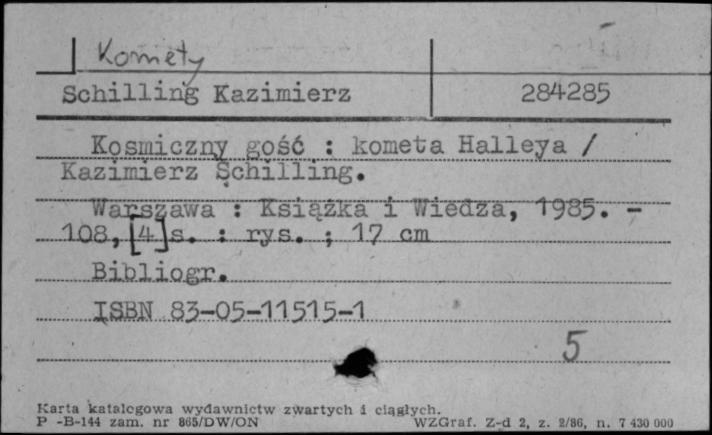 Komety
Schilling Kazimierz 284285
Kosmiczny gość : kometa Halleya /
Kazimierz Schilling.
Warszawa : Książka i Wiedza, 1985. -
108, [4] s. : rys. ; 17 cm
Bibliogr.
ISBN 83-05-11515-1
5
Karta katalogowa wydawnictw zwartych i ciągłych.
P -B-144 zam. nr 865/DW/ON WZGraf. Z-d 2, z. 2/86, n. 7 430 000